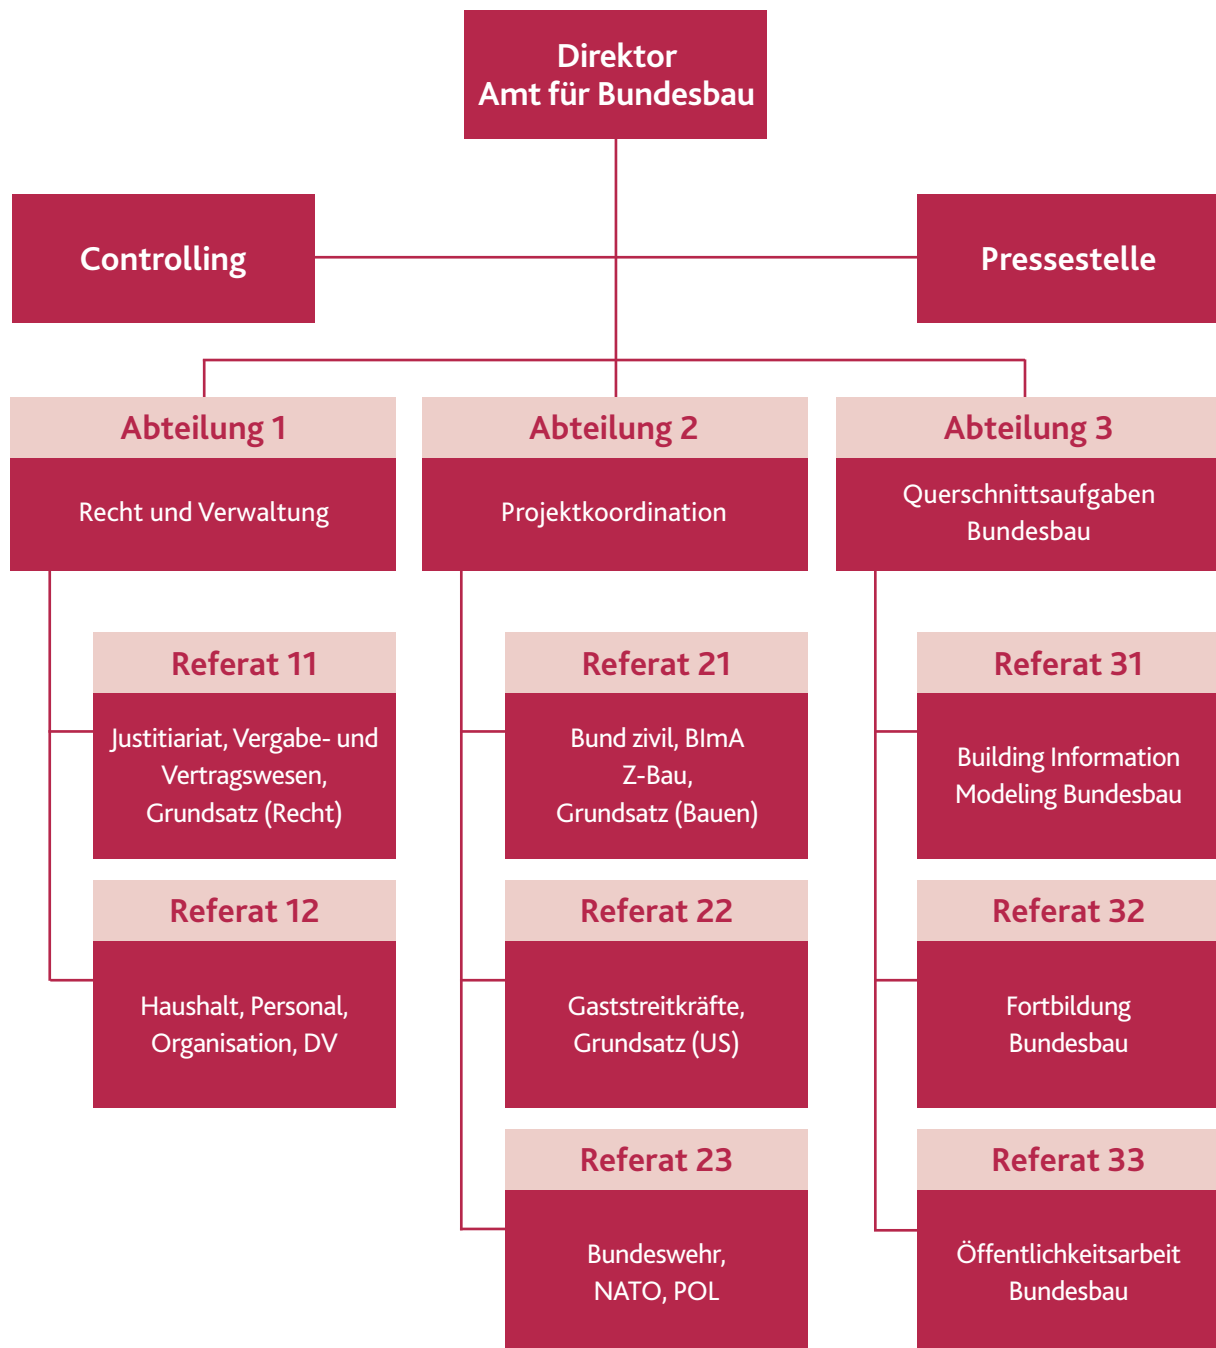 Direktor
Amt für Bundesbau
Controlling
Pressestelle
Abteilung 1
Recht und Verwaltung
Referat 11
Justitiariat, Vergabe- und
Vertragswesen,
Grundsatz (Recht)
Referat 12
Haushalt, Personal,
Organisation, DV
Abteilung 2
Projektkoordination
Referat 21
Bund zivil, BImA
Z-Bau,
Grundsatz (Bauen)
Referat 22
Gaststreitkräfte,
Grundsatz (US)
Referat 23
Bundeswehr,
NATO, POL
Abteilung 3
Querschnittsaufgaben
Bundesbau
Referat 31
Building Information
Modeling Bundesbau
Referat 32
Fortbildung
Bundesbau
Referat 33
Öffentlichkeitsarbeit
Bundesbau